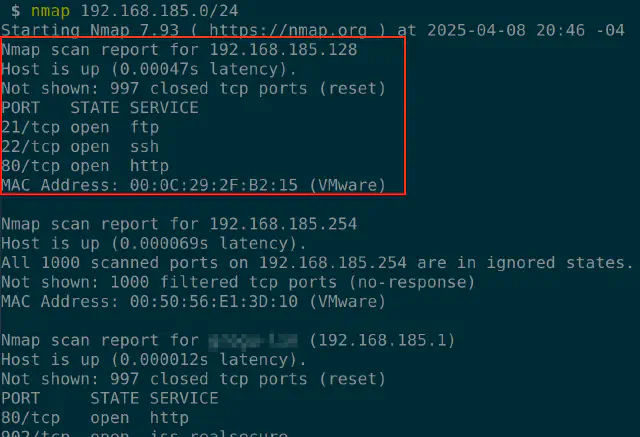 $ nmap 192.168.185.0/24
Starting Nmap 7.93 ( https://nmap.org ) at 2025-04-08 20:46 -04
Nmap scan report for 192.168.185.128
Host is up (0.00047s latency).
Not shown: 997 closed tcp ports (reset)
PORT   STATE SERVICE
21/tcp open  ftp
22/tcp open  ssh
80/tcp open  http
MAC Address: 00:0C:29:2F:B2:15 (VMware)
Nmap scan report for 192.168.185.254
Host is up (0.000069s latency).
All 1000 scanned ports on 192.168.185.254 are in ignored states.
Not shown: 1000 filtered tcp ports (no-response)
MAC Address: 00:50:56:E1:3D:10 (VMware)
Nmap scan report for (192.168.185.1)
Host is up (0.000012s latency).
Not shown: 997 closed tcp ports (reset)
PORT    STATE SERVICE
80/tcp  open  http
902/tcp open  iss-realsecure